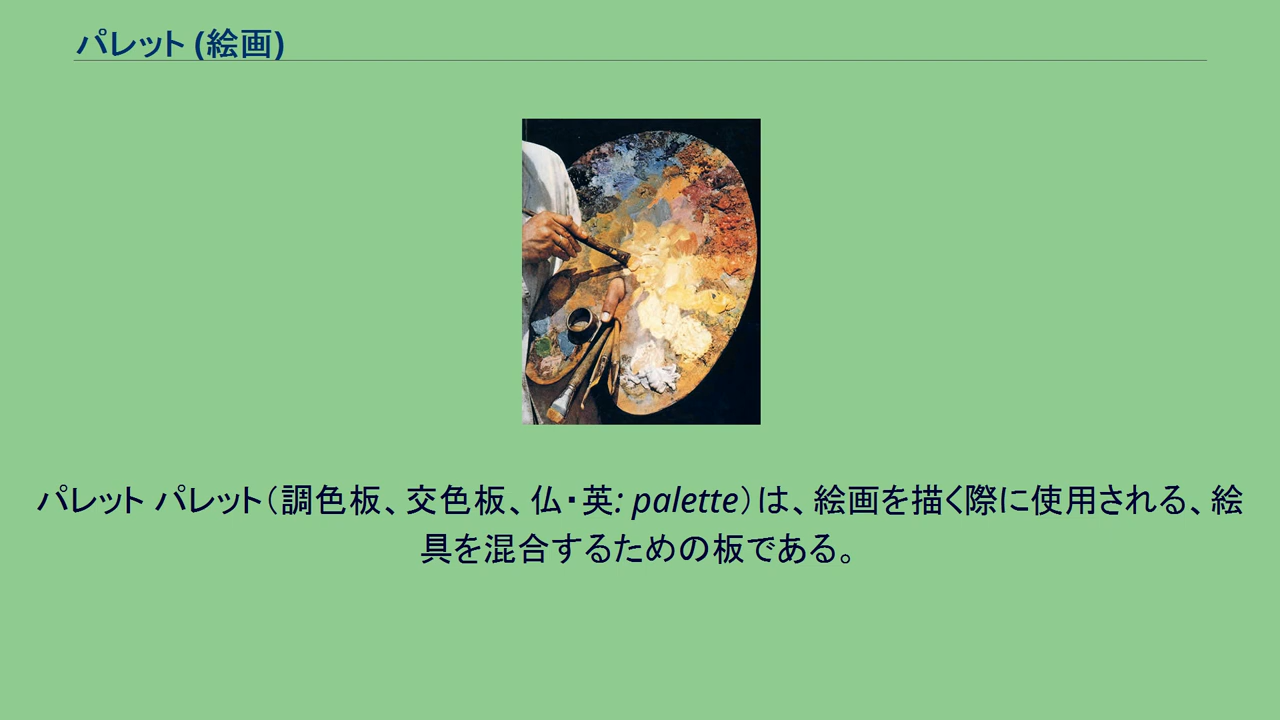 パレット (絵画)
パレット パレット（調色板、交色板、仏・英: palette）は、絵画を描く際に使用される、絵
具を混合するための板である。